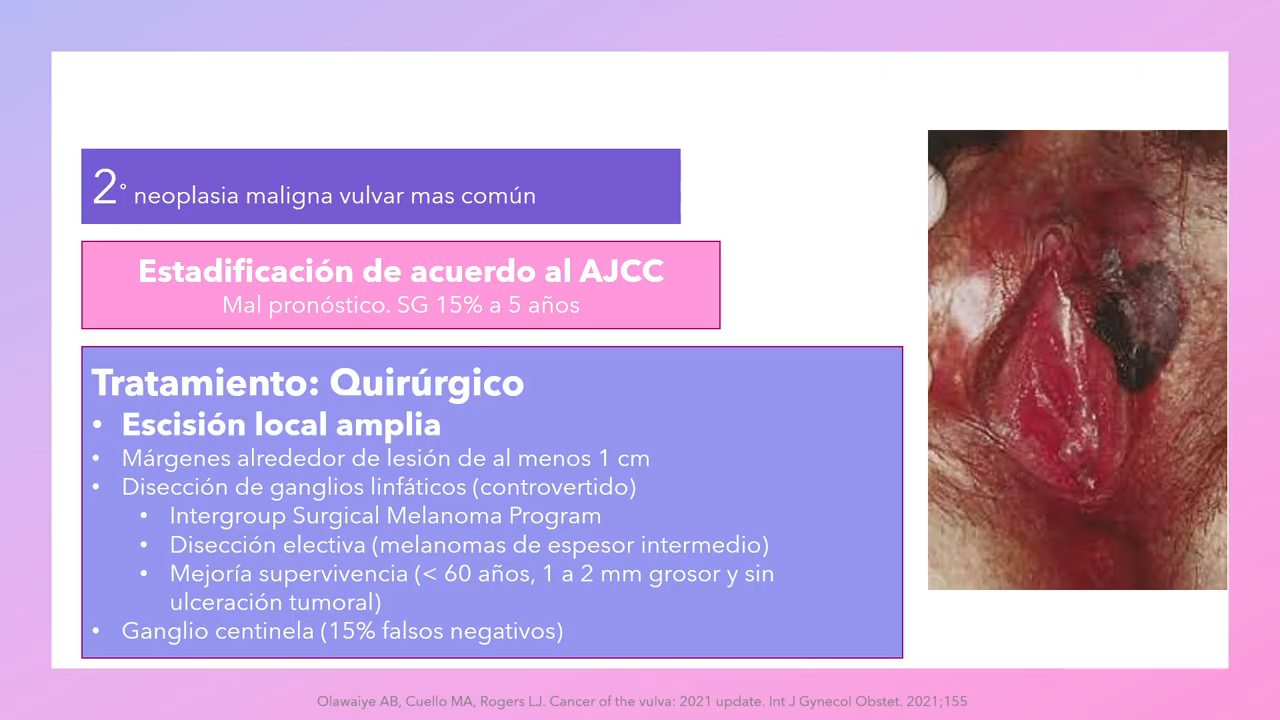 2° neoplasia maligna vulvar mas común
Estadificación de acuerdo al AJCC
Mal pronóstico. SG 15% a 5 años
Tratamiento: Quirúrgico
• Escisión local amplia
• Márgenes alrededor de lesión de al menos 1 cm
• Disección de ganglios linfáticos (controvertido)
• Intergroup Surgical Melanoma Program
• Disección electiva (melanomas de espesor intermedio)
• Mejoría supervivencia (< 60 años, 1 a 2 mm grosor y sin
ulceración tumoral)
• Ganglio centinela (15% falsos negativos)
Olawaiye AB, Cuello MA, Rogers LJ. Cancer of the vulva: 2021 update. Int J Gynecol Obstet. 2021;155